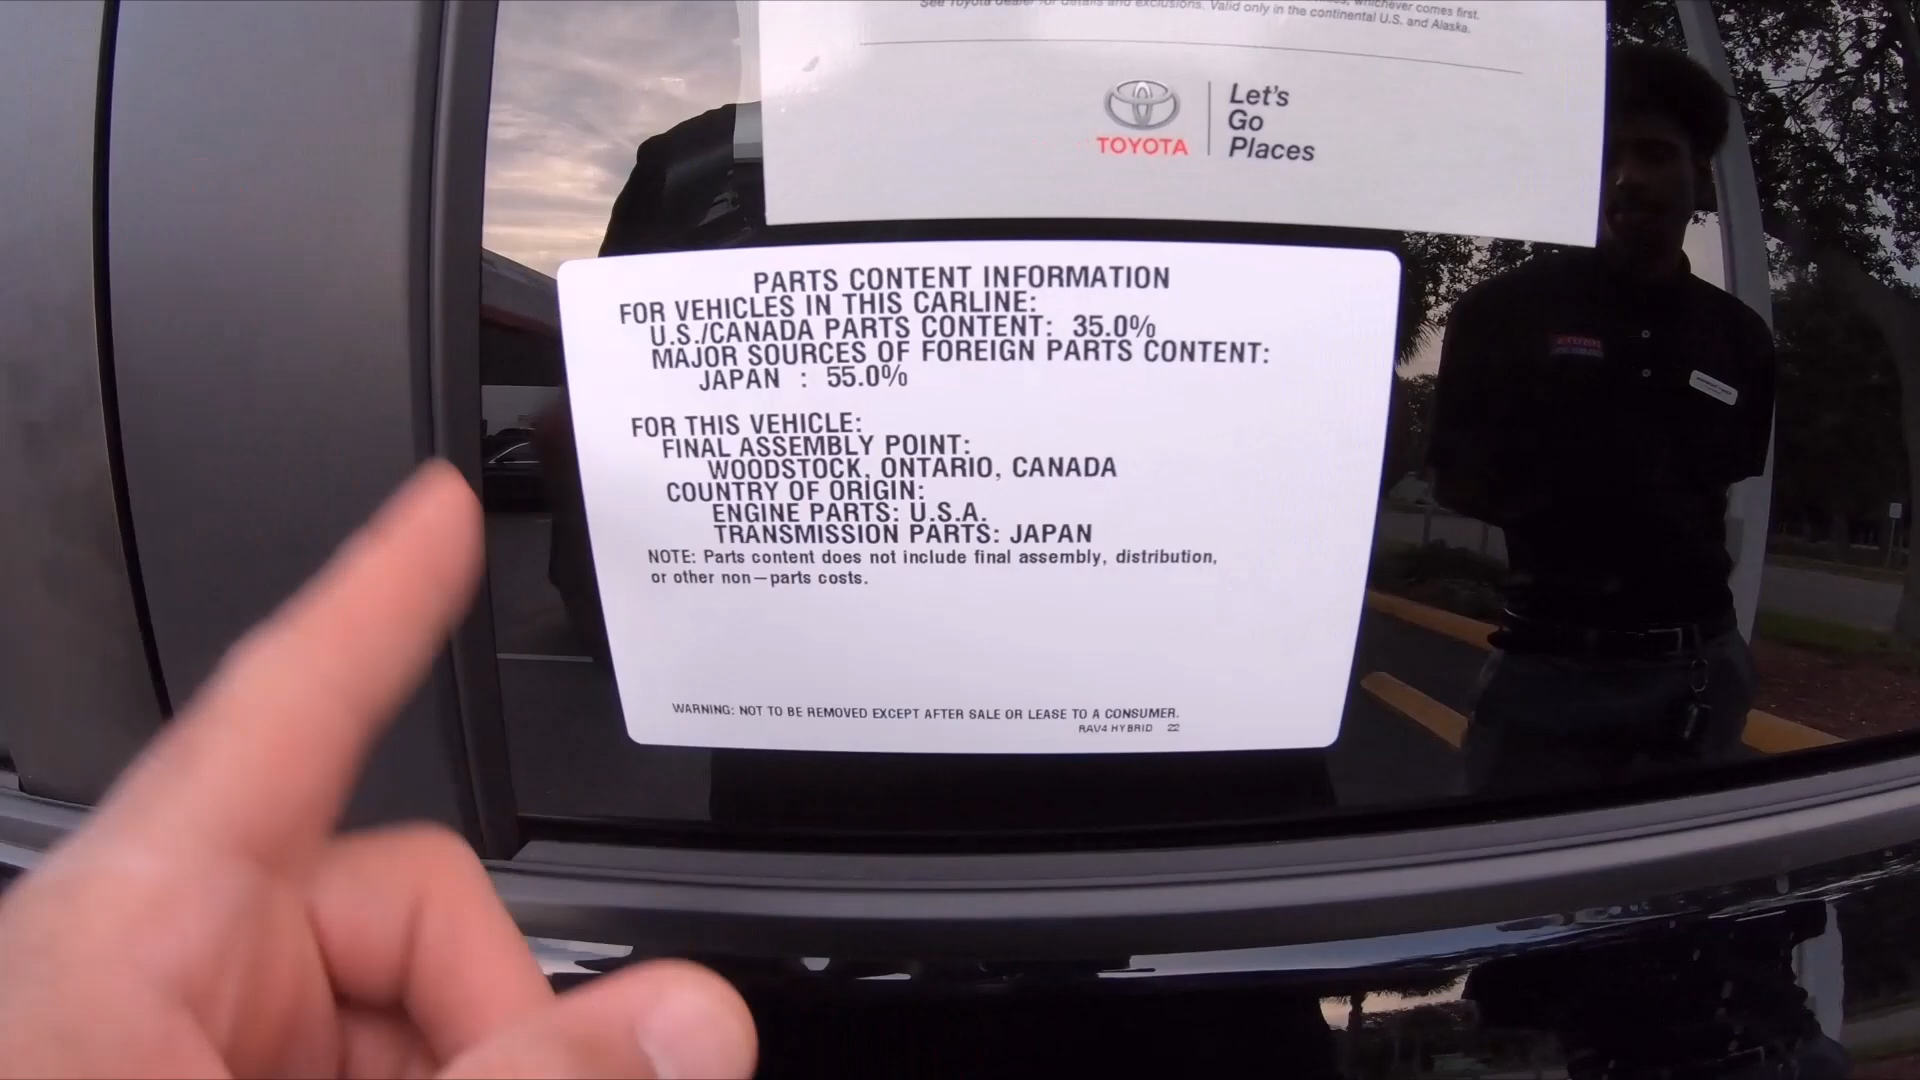 See Toyota dealer for details and exclusions. Valid only in the continental U.S. and Alaska.
whichever comes first.
TOYOTA
Let's
Go
Places
PARTS CONTENT INFORMATION
FOR VEHICLES IN THIS CARLINE:
U.S./CANADA PARTS CONTENT: 35.0%
MAJOR SOURCES OF FOREIGN PARTS CONTENT:
JAPAN : 55.0%
FOR THIS VEHICLE:
FINAL ASSEMBLY POINT:
WOODSTOCK, ONTARIO, CANADA
COUNTRY OF ORIGIN:
ENGINE PARTS: U.S.A.
TRANSMISSION PARTS: JAPAN
NOTE: Parts content does not include final assembly, distribution,
or other non-parts costs.
WARNING: NOT TO BE REMOVED EXCEPT AFTER SALE OR LEASE TO A CONSUMER.
RAV4 HYBRID 22